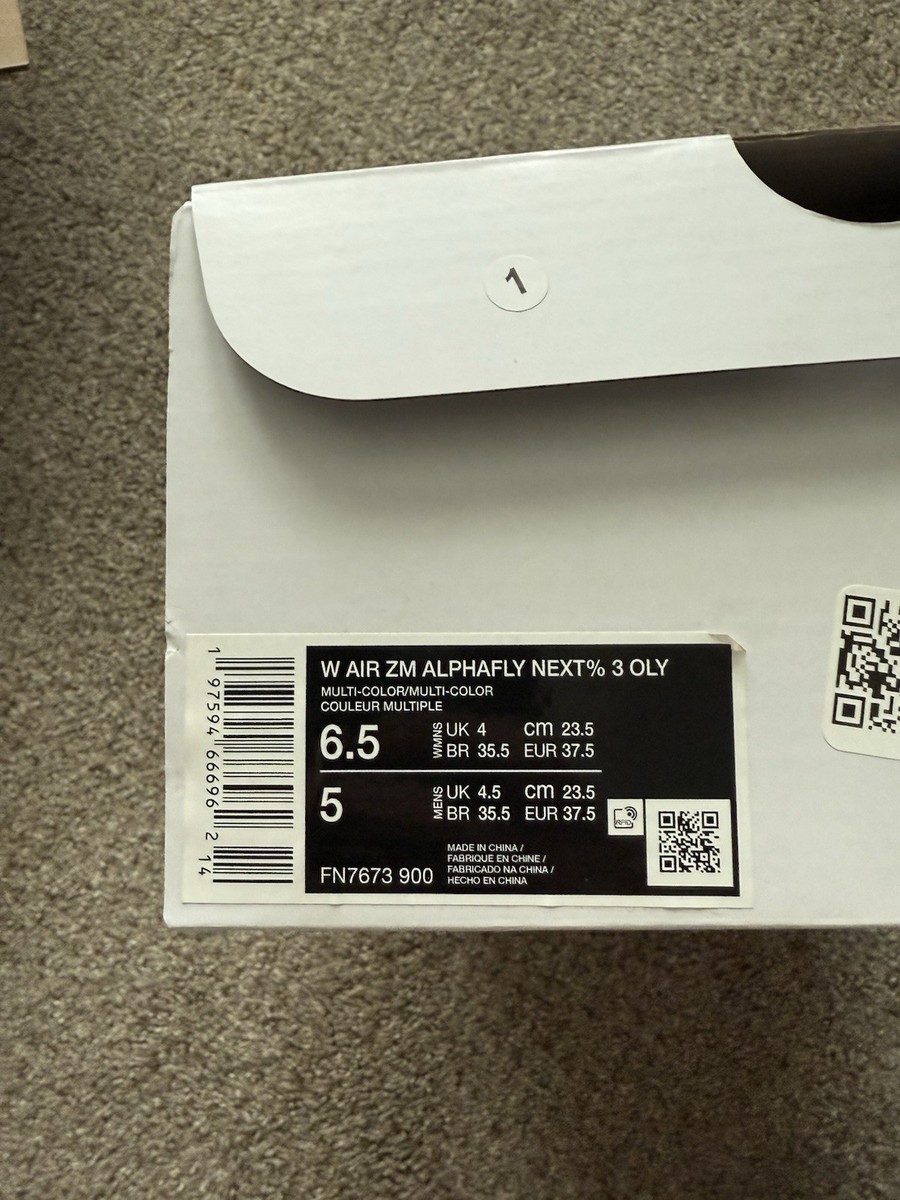 1
W AIR ZM ALPHAFLY NEXT% 3 OLY
MULTI-COLOR/MULTI-COLOR
COULEUR MULTIPLE
6.5 WMNS UK 4 cm 23.5
BR 35.5 EUR 37.5
5 MENS UK 4.5 cm 23.5
BR 35.5 EUR 37.5
RFID
FN7673 900
MADE IN CHINA /
FABRIQUE EN CHINE /
FABRICADO NA CHINA /
HECHO EN CHINA
1 97594 66696 2 14